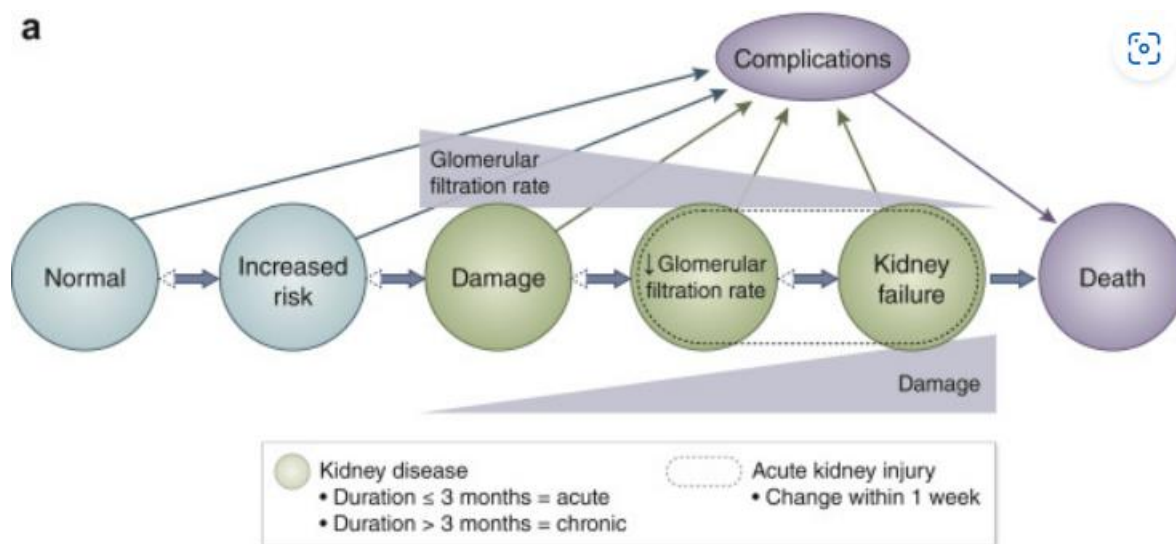 a
Complications
Glomerular
filtration rate
Normal
Increased
risk
Damage
↓ Glomerular
filtration rate
Kidney
failure
Death
Damage
Kidney disease
• Duration ≤ 3 months = acute
• Duration > 3 months = chronic
Acute kidney injury
• Change within 1 week